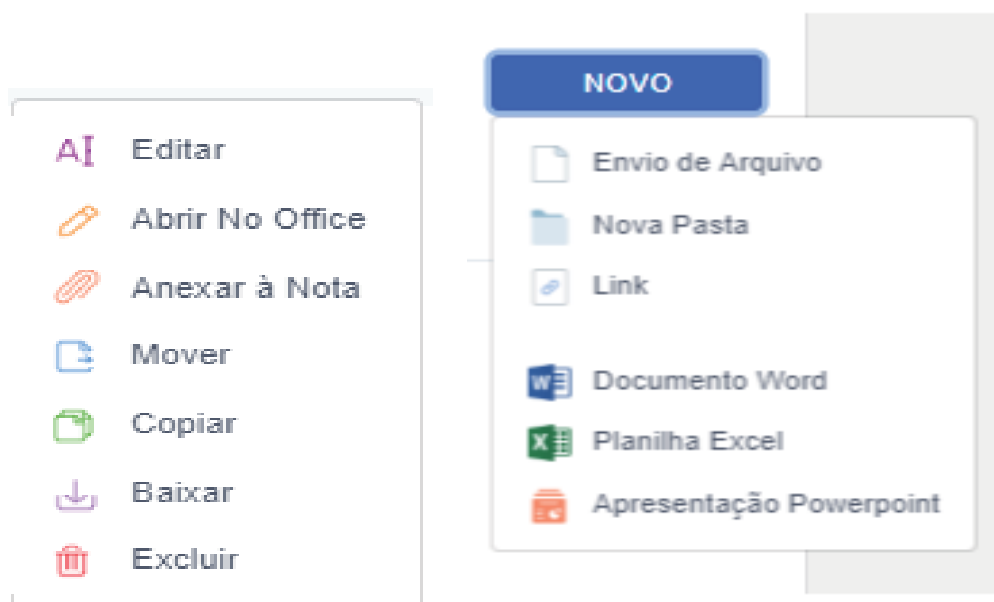 Editar
Abrir No Office
Anexar à Nota
Mover
Copiar
Baixar
Excluir
NOVO
Envio de Arquivo
Nova Pasta
Link
Documento Word
Planilha Excel
Apresentação Powerpoint